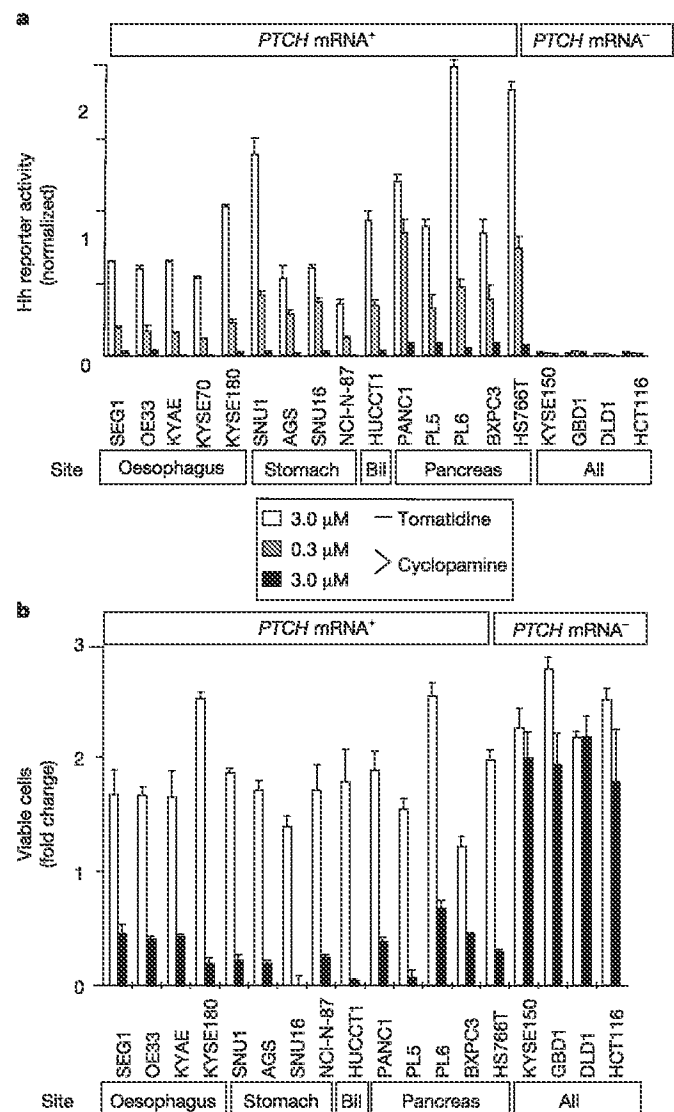 a
PTCH mRNA+ PTCH mRNA−
Hh reporter activity
(normalized)
2
1
0
SEG1
OE33
KYAE
KYSE70
KYSE180
SNU1
AGS
SNU16
NCI-N-87
HUCCT1
PANC1
PL5
PL6
BXPC3
HS766T
KYSE150
GBD1
DLD1
HCT116
Site Oesophagus Stomach Bil Pancreas All
3.0 µM — Tomatidine
0.3 µM
3.0 µM > Cyclopamine
b
PTCH mRNA+ PTCH mRNA−
Viable cells
(fold change)
3
2
1
0
SEG1
OE33
KYAE
KYSE180
SNU1
AGS
SNU16
NCI-N-87
HUCCT1
PANC1
PL5
PL6
BXPC3
HS766T
KYSE150
GBD1
DLD1
HCT116
Site Oesophagus Stomach Bil Pancreas All